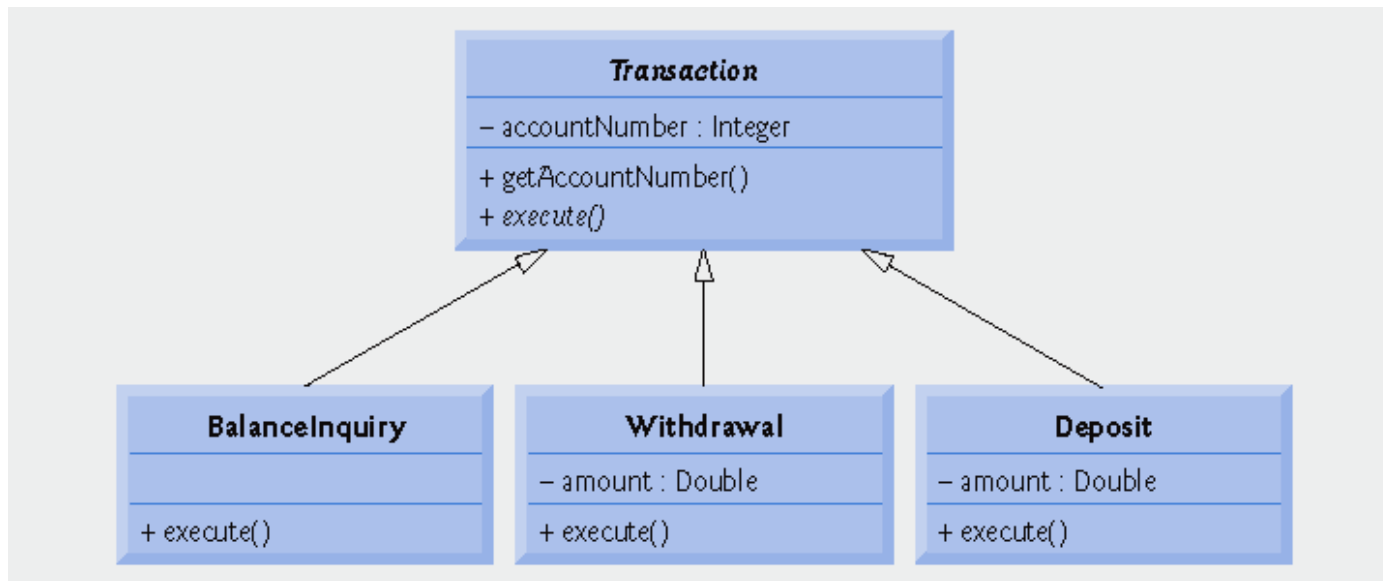 Transaction
– accountNumber : Integer
+ getAccountNumber()
+ execute()
BalanceInquiry
+ execute()
Withdrawal
– amount : Double
+ execute()
Deposit
– amount : Double
+ execute()